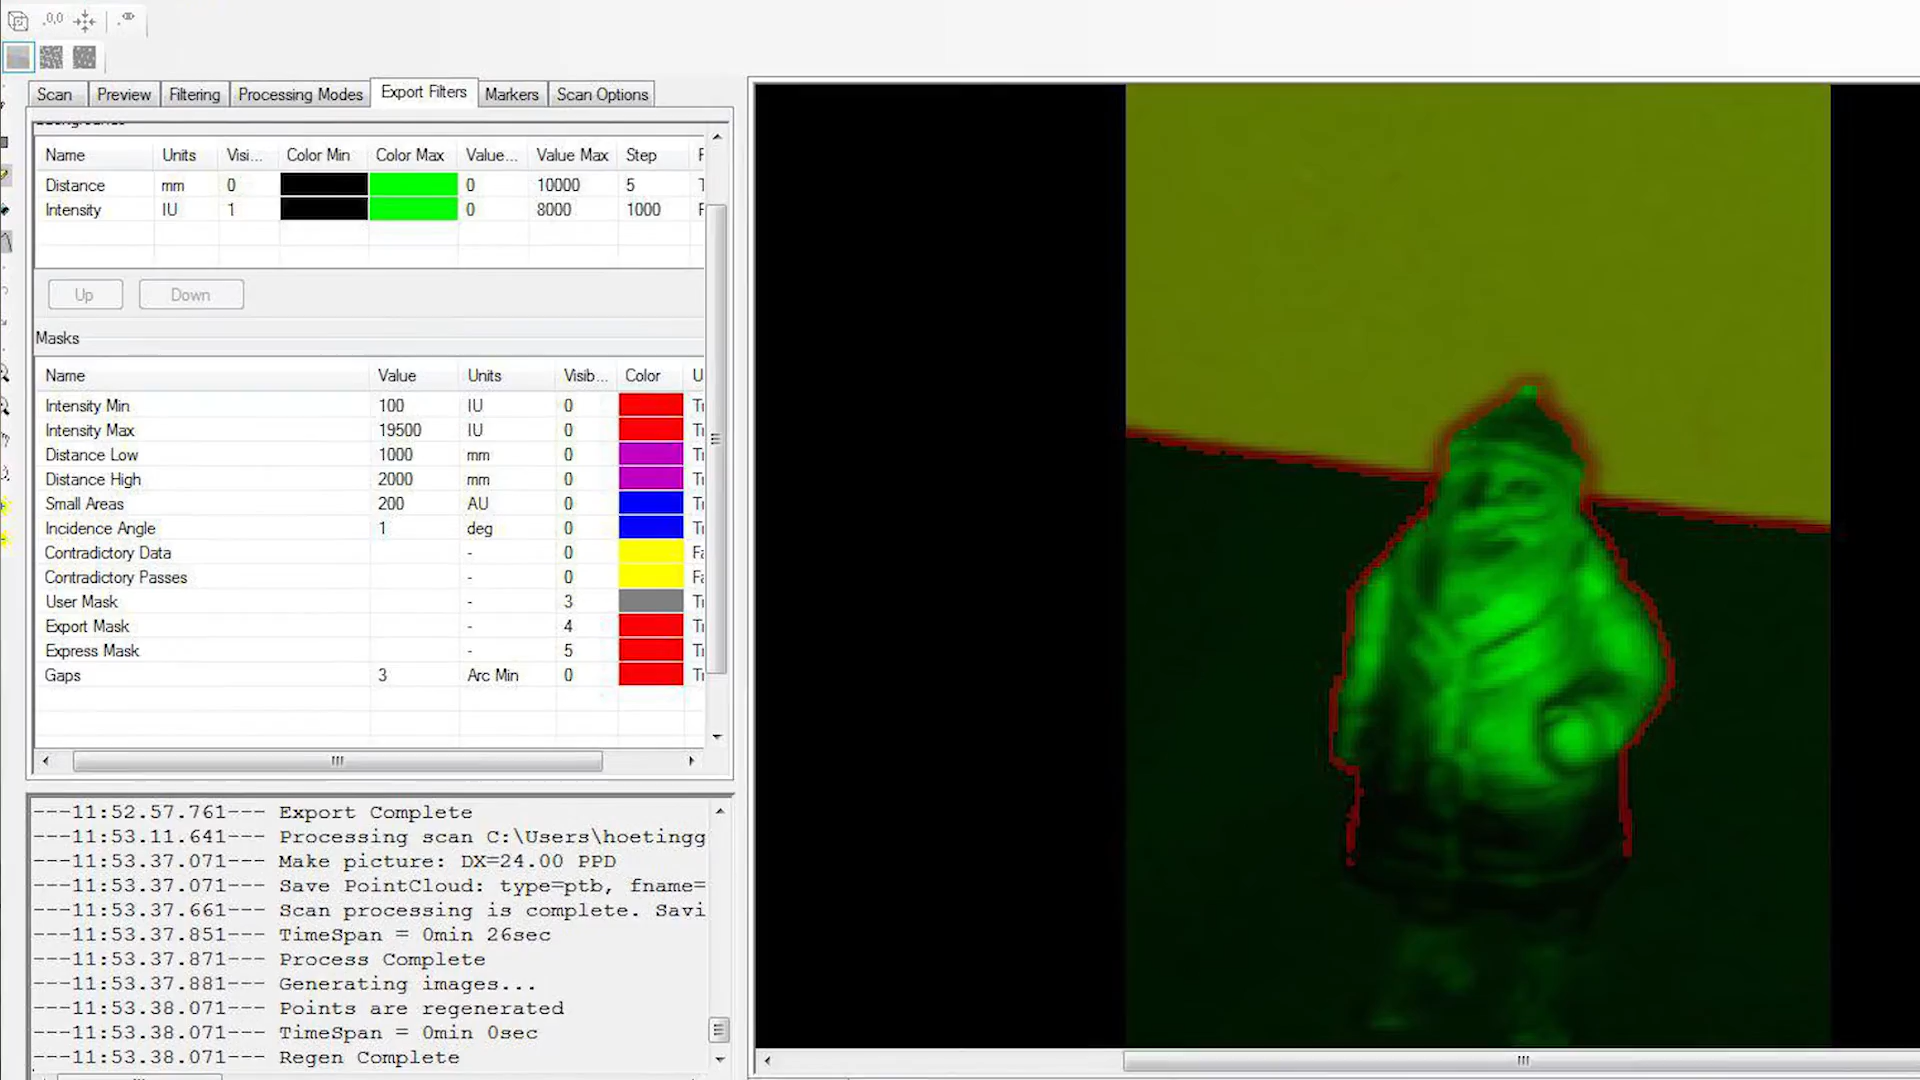 .0,0
Scan Preview Filtering Processing Modes Export Filters Markers Scan Options
Name Units Visi... Color Min Color Max Value... Value Max Step
Distance mm 0 0 10000 5
Intensity IU 1 0 8000 1000
Up Down
Masks
Name Value Units Visib... Color U
Intensity Min 100 IU 0
Intensity Max 19500 IU 0
Distance Low 1000 mm 0
Distance High 2000 mm 0
Small Areas 200 AU 0
Incidence Angle 1 deg 0
Contradictory Data - 0 Fa
Contradictory Passes - 0 Fa
User Mask - 3
Export Mask - 4
Express Mask - 5
Gaps 3 Arc Min 0
---11:52.57.761--- Export Complete
---11:53.11.641--- Processing scan C:\Users\hoetingg
---11:53.37.071--- Make picture: DX=24.00 PPD
---11:53.37.071--- Save PointCloud: type=ptb, fname=
---11:53.37.661--- Scan processing is complete. Savi
---11:53.37.851--- TimeSpan = 0min 26sec
---11:53.37.871--- Process Complete
---11:53.37.881--- Generating images...
---11:53.38.071--- Points are regenerated
---11:53.38.071--- TimeSpan = 0min 0sec
---11:53.38.071--- Regen Complete